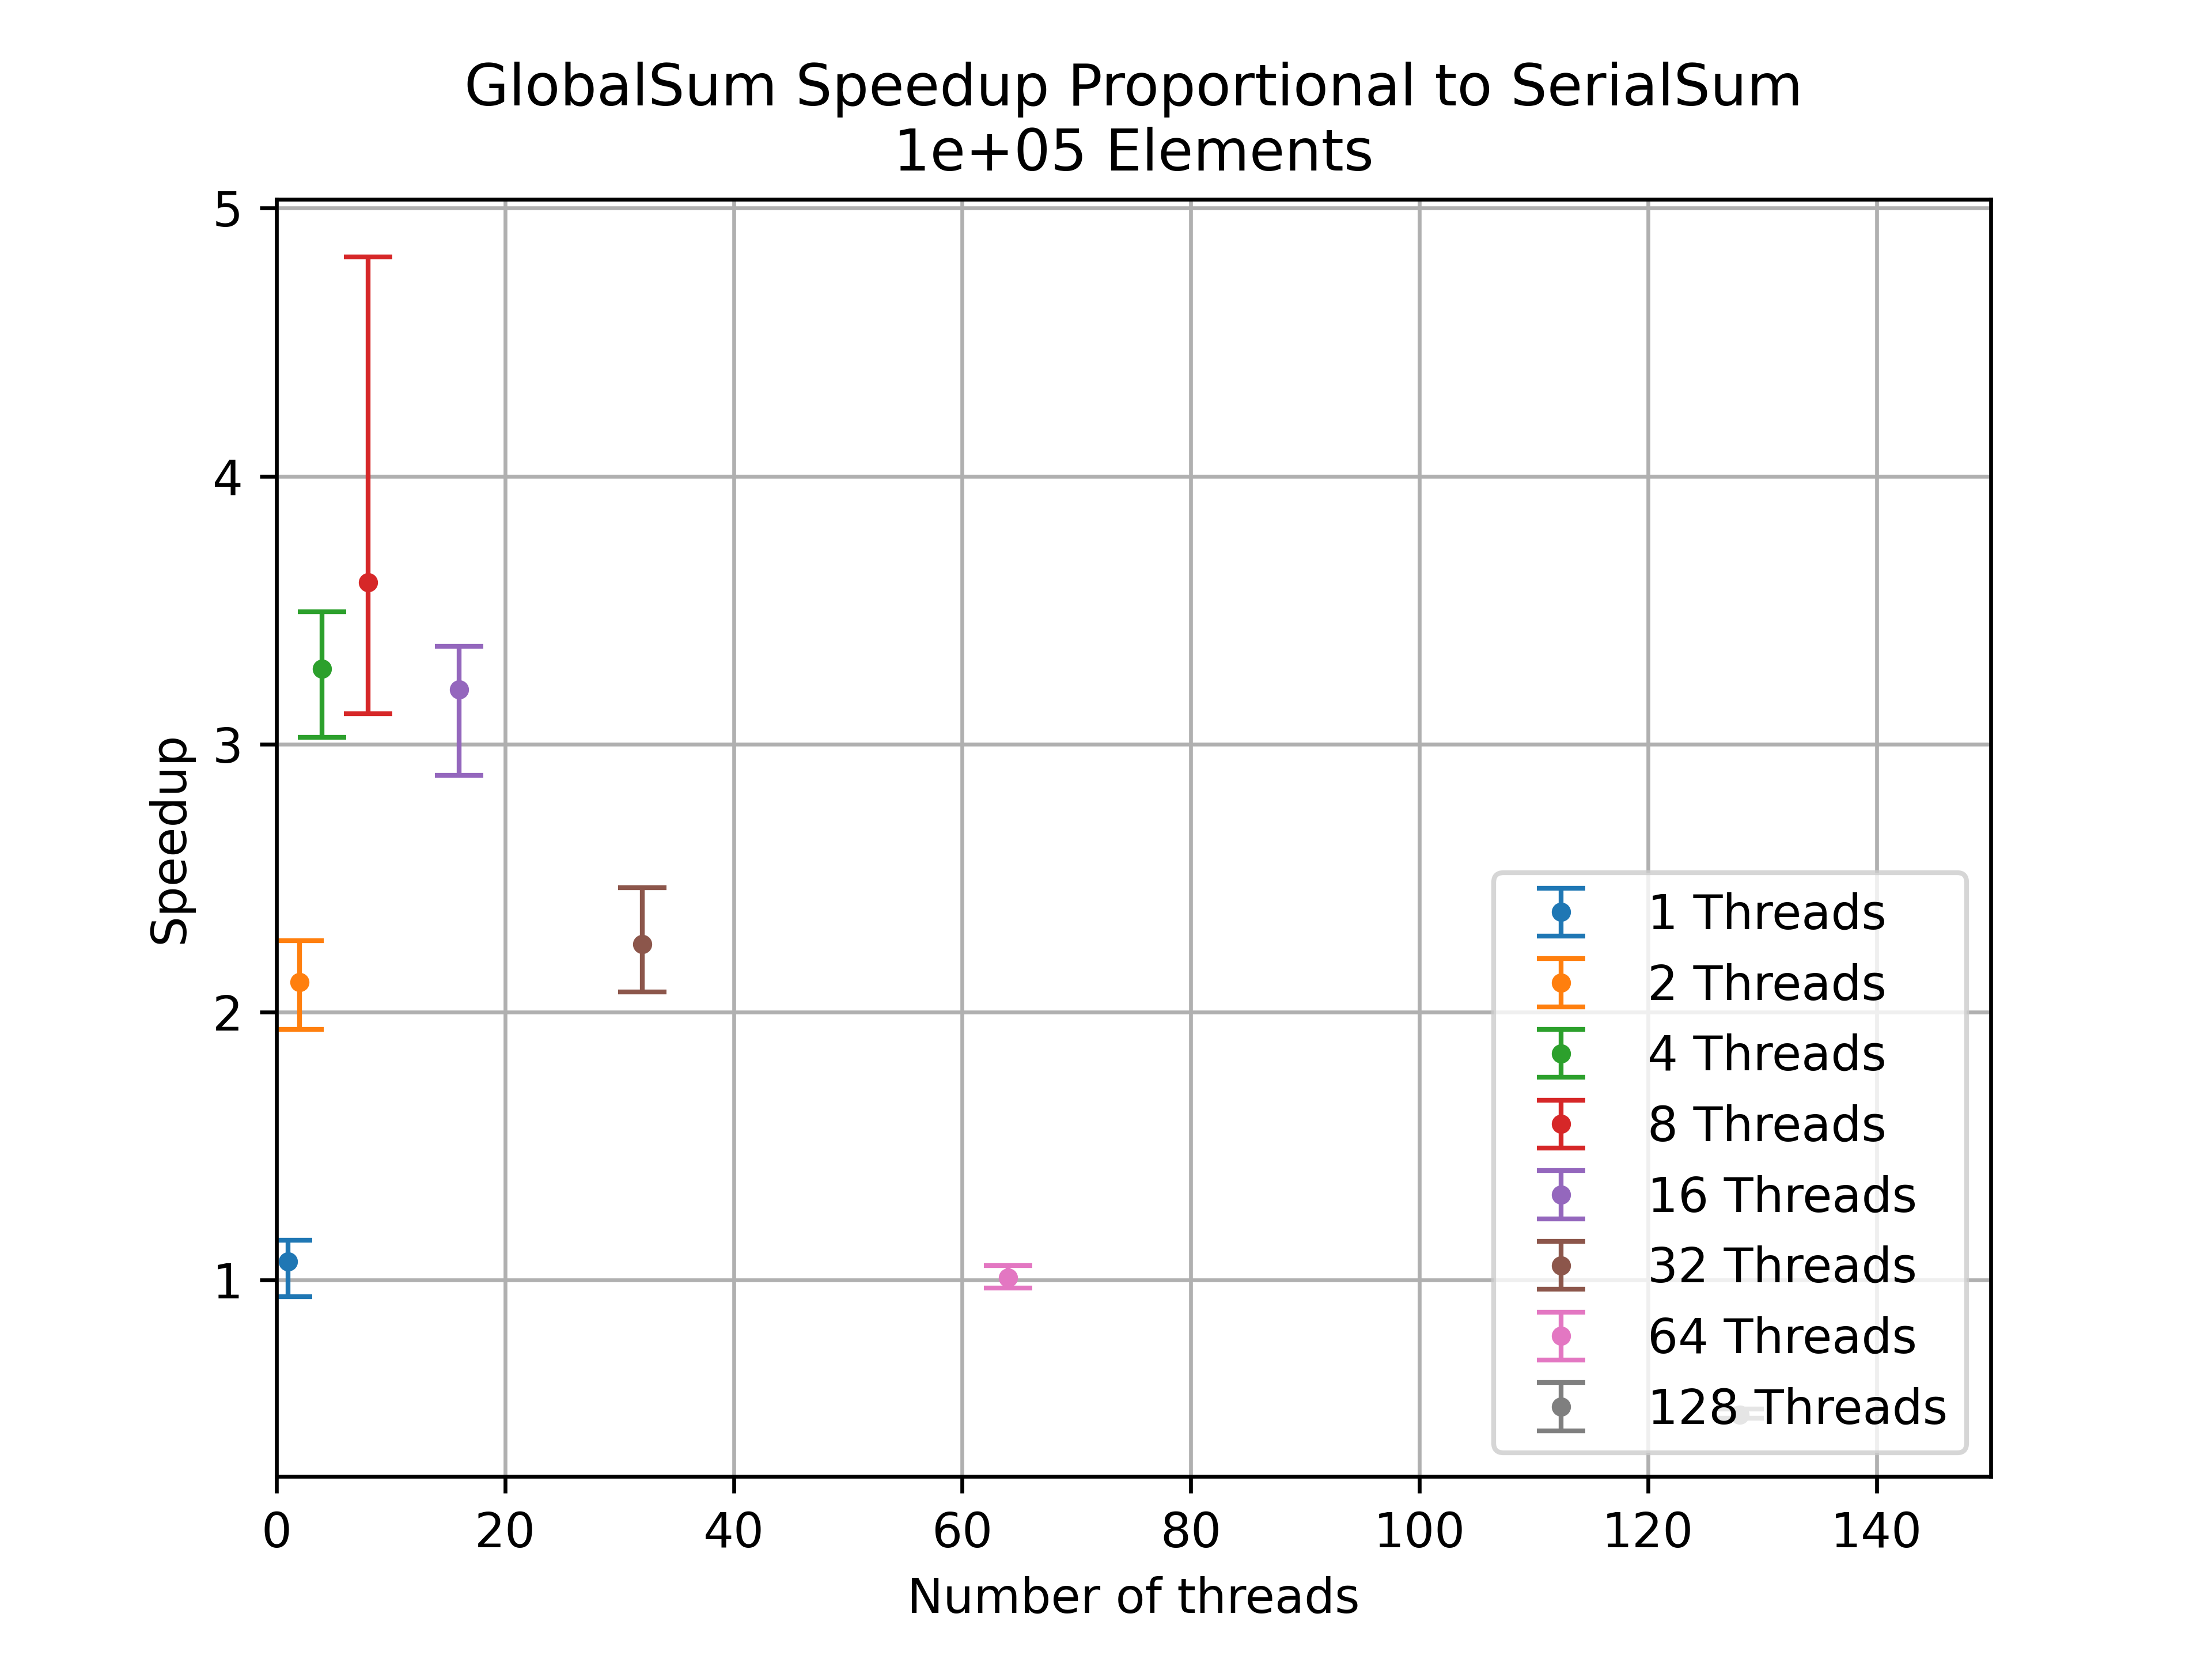 GlobalSum Speedup Proportional to SerialSum
1e+05 Elements
5
4
3
2
1
Speedup
1 Threads
2 Threads
4 Threads
8 Threads
16 Threads
32 Threads
64 Threads
128 Threads
0 20 40 60 80 100 120 140
Number of threads